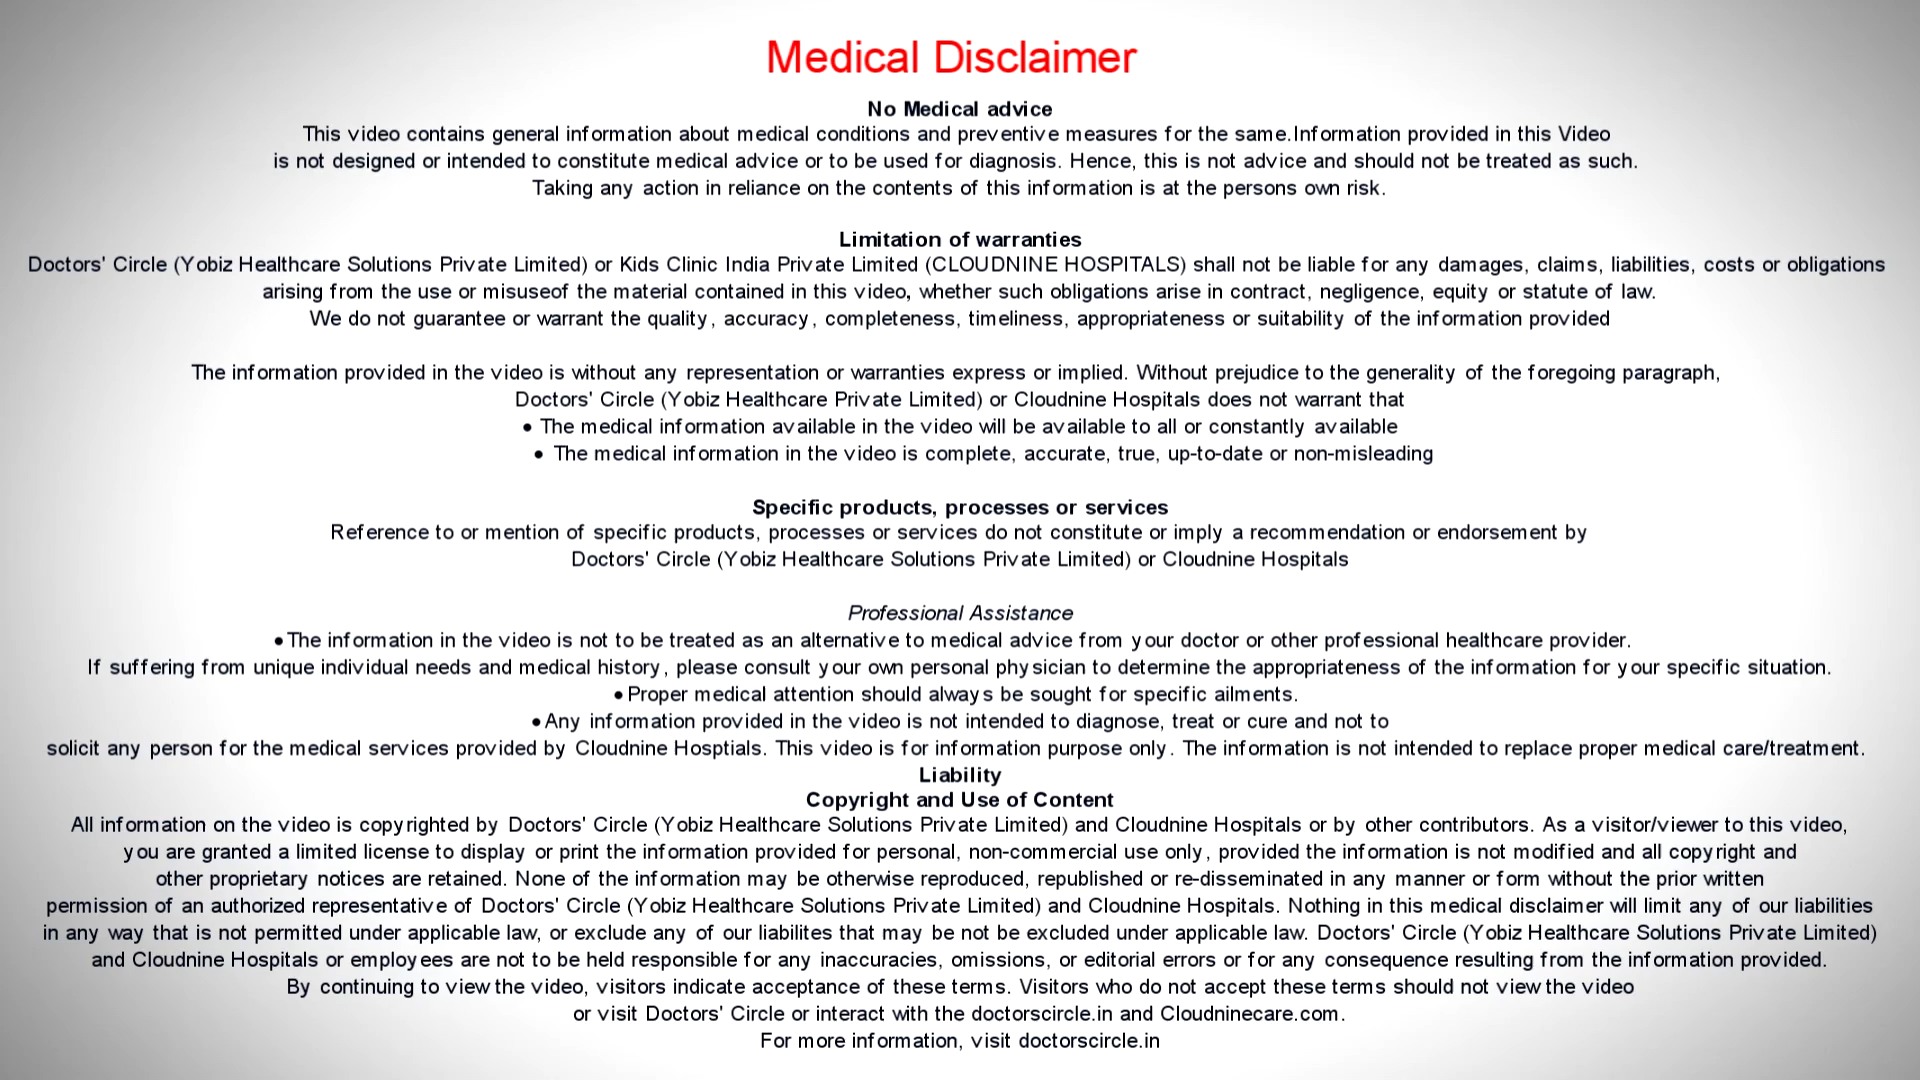 Medical Disclaimer
No Medical advice
This video contains general information about medical conditions and preventive measures for the same.Information provided in this Video
is not designed or intended to constitute medical advice or to be used for diagnosis. Hence, this is not advice and should not be treated as such.
Taking any action in reliance on the contents of this information is at the persons own risk.
Limitation of warranties
Doctors' Circle (Yobiz Healthcare Solutions Private Limited) or Kids Clinic India Private Limited (CLOUDNINE HOSPITALS) shall not be liable for any damages, claims, liabilities, costs or obligations
arising from the use or misuseof the material contained in this video, whether such obligations arise in contract, negligence, equity or statute of law.
We do not guarantee or warrant the quality, accuracy, completeness, timeliness, appropriateness or suitability of the information provided
The information provided in the video is without any representation or warranties express or implied. Without prejudice to the generality of the foregoing paragraph,
Doctors' Circle (Yobiz Healthcare Private Limited) or Cloudnine Hospitals does not warrant that
• The medical information available in the video will be available to all or constantly available
• The medical information in the video is complete, accurate, true, up-to-date or non-misleading
Specific products, processes or services
Reference to or mention of specific products, processes or services do not constitute or imply a recommendation or endorsement by
Doctors' Circle (Yobiz Healthcare Solutions Private Limited) or Cloudnine Hospitals
Professional Assistance
•The information in the video is not to be treated as an alternative to medical advice from your doctor or other professional healthcare provider.
If suffering from unique individual needs and medical history, please consult your own personal physician to determine the appropriateness of the information for your specific situation.
•Proper medical attention should always be sought for specific ailments.
•Any information provided in the video is not intended to diagnose, treat or cure and not to
solicit any person for the medical services provided by Cloudnine Hosptials. This video is for information purpose only. The information is not intended to replace proper medical care/treatment.
Liability
Copyright and Use of Content
All information on the video is copyrighted by Doctors' Circle (Yobiz Healthcare Solutions Private Limited) and Cloudnine Hospitals or by other contributors. As a visitor/viewer to this video,
you are granted a limited license to display or print the information provided for personal, non-commercial use only, provided the information is not modified and all copyright and
other proprietary notices are retained. None of the information may be otherwise reproduced, republished or re-disseminated in any manner or form without the prior written
permission of an authorized representative of Doctors' Circle (Yobiz Healthcare Solutions Private Limited) and Cloudnine Hospitals. Nothing in this medical disclaimer will limit any of our liabilities
in any way that is not permitted under applicable law, or exclude any of our liabilites that may be not be excluded under applicable law. Doctors' Circle (Yobiz Healthcare Solutions Private Limited)
and Cloudnine Hospitals or employees are not to be held responsible for any inaccuracies, omissions, or editorial errors or for any consequence resulting from the information provided.
By continuing to view the video, visitors indicate acceptance of these terms. Visitors who do not accept these terms should not view the video
or visit Doctors' Circle or interact with the doctorscircle.in and Cloudninecare.com.
For more information, visit doctorscircle.in